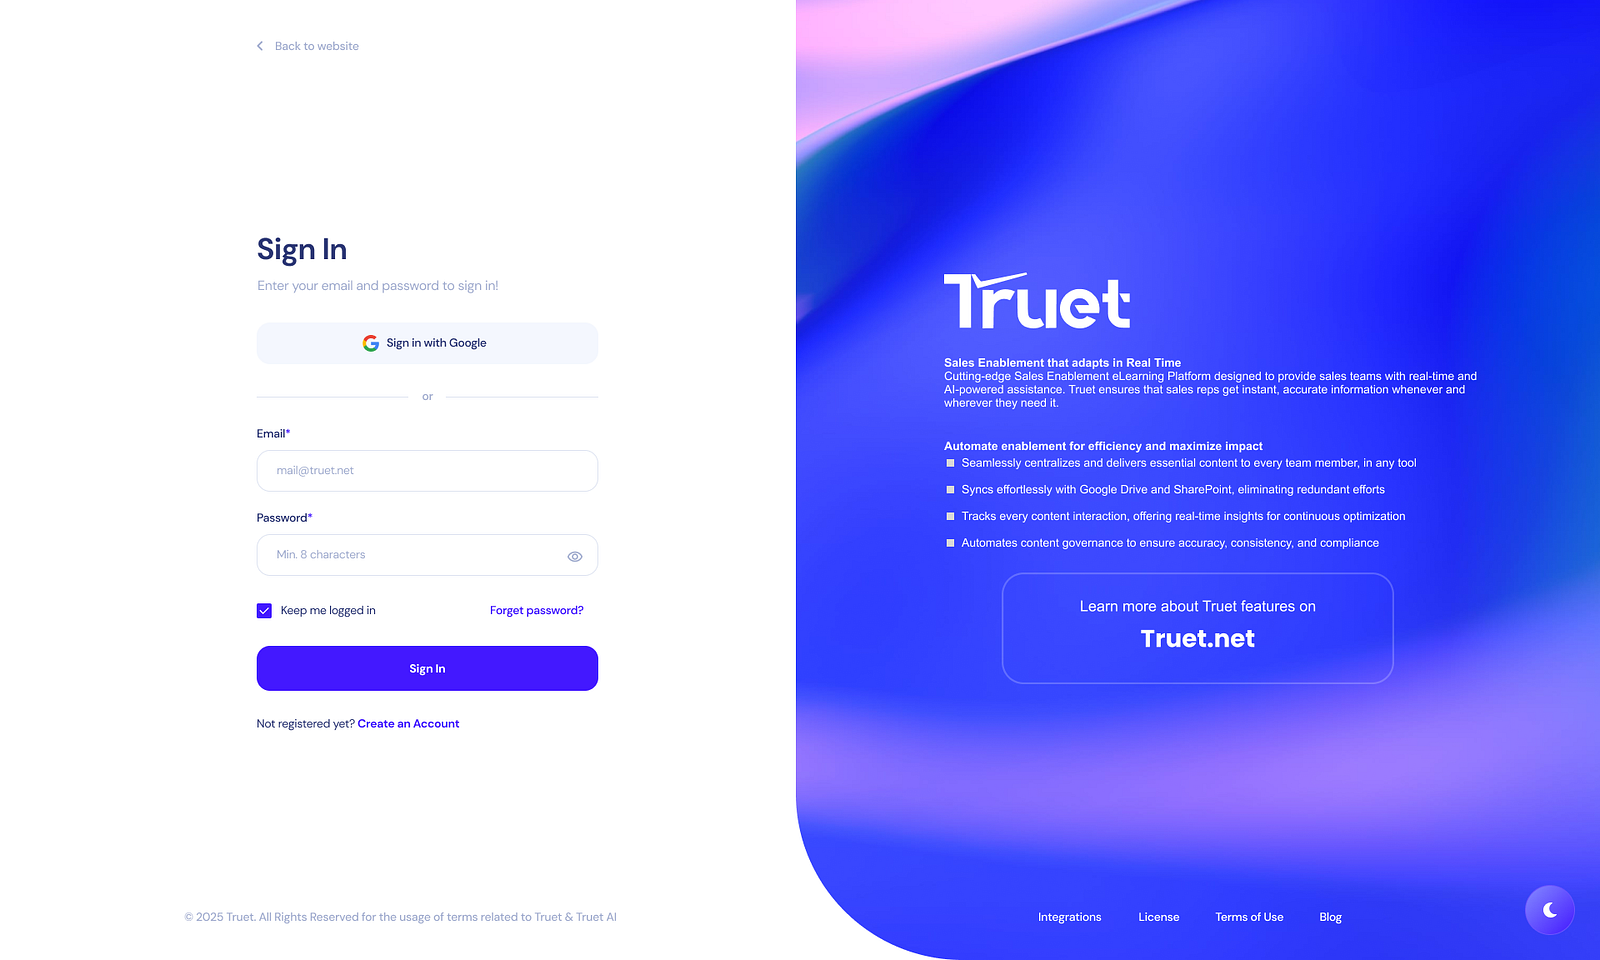 Back to website
Sign In
Enter your email and password to sign in!
Sign in with Google
or
Email*
mail@truet.net
Password*
Min. 8 characters
Keep me logged in
Forget password?
Sign In
Not registered yet? Create an Account
© 2025 Truet. All Rights Reserved for the usage of terms related to Truet & Truet AI
Truet
Sales Enablement that adapts in Real Time
Cutting-edge Sales Enablement eLearning Platform designed to provide sales teams with real-time and
AI-powered assistance. Truet ensures that sales reps get instant, accurate information whenever and
wherever they need it.
Automate enablement for efficiency and maximize impact
Seamlessly centralizes and delivers essential content to every team member, in any tool
Syncs effortlessly with Google Drive and SharePoint, eliminating redundant efforts
Tracks every content interaction, offering real-time insights for continuous optimization
Automates content governance to ensure accuracy, consistency, and compliance
Learn more about Truet features on
Truet.net
Integrations
License
Terms of Use
Blog